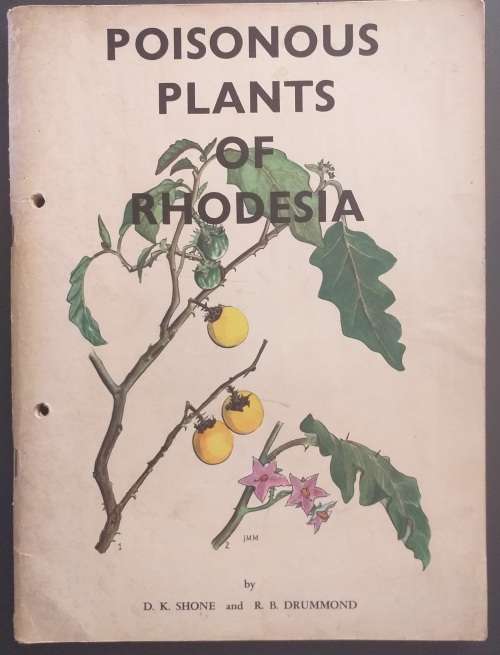 POISONOUS
PLANTS
OF
RHODESIA
1
2
JMM
by
D. K. SHONE and R. B. DRUMMOND